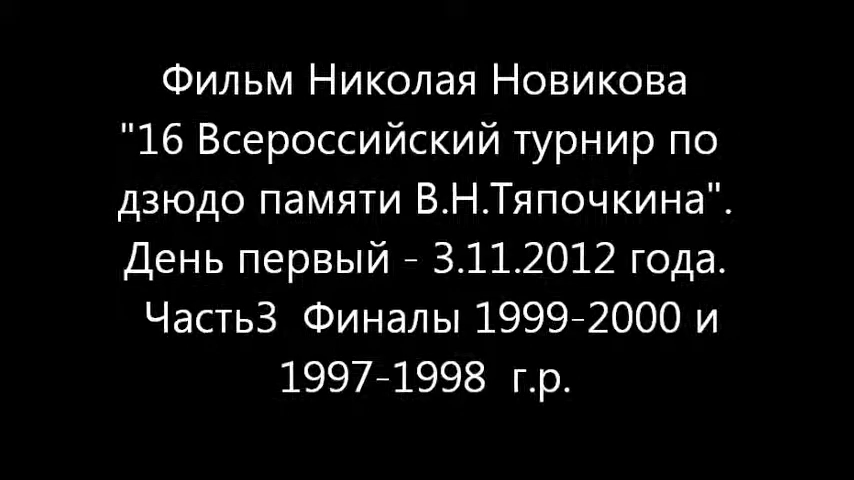 Фильм Николая Новикова
"16 Всероссийский турнир по
дзюдо памяти В.Н.Тяпочкина".
День первый - 3.11.2012 года.
Часть3 Финалы 1999-2000 и
1997-1998 г.р.